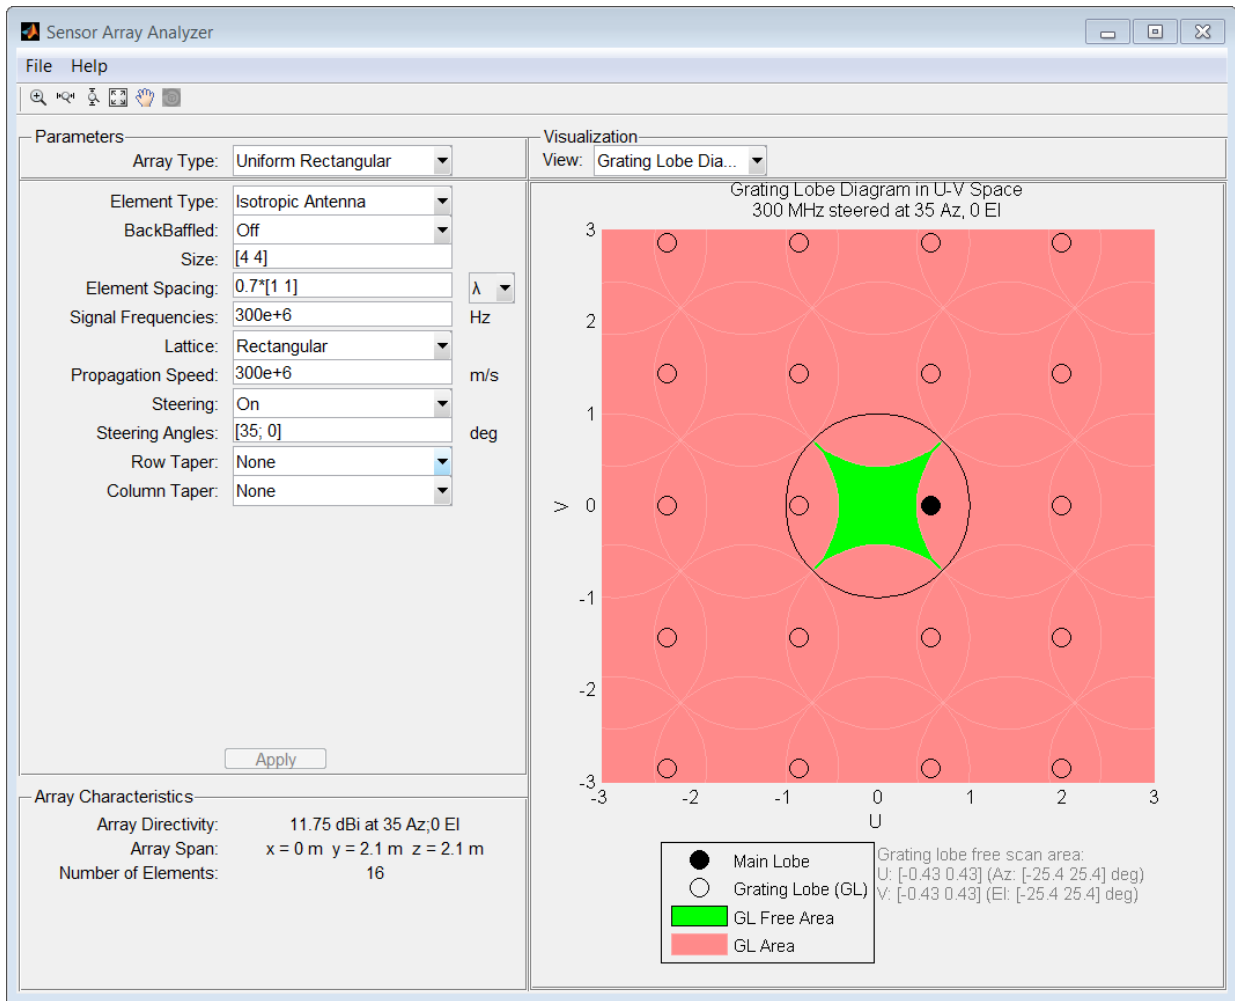 Sensor Array Analyzer
File Help
Parameters
Array Type: Uniform Rectangular
Element Type: Isotropic Antenna
BackBaffled: Off
Size: [4 4]
Element Spacing: 0.7*[1 1] λ
Signal Frequencies: 300e+6 Hz
Lattice: Rectangular
Propagation Speed: 300e+6 m/s
Steering: On
Steering Angles: [35; 0] deg
Row Taper: None
Column Taper: None
Apply
Array Characteristics
Array Directivity: 11.75 dBi at 35 Az;0 El
Array Span: x = 0 m y = 2.1 m z = 2.1 m
Number of Elements: 16
Visualization
View: Grating Lobe Dia...
Grating Lobe Diagram in U-V Space
300 MHz steered at 35 Az, 0 El
3
2
1
0
-1
-2
-3
V
-3 -2 -1 0 1 2 3
U
Main Lobe
Grating Lobe (GL)
GL Free Area
GL Area
Grating lobe free scan area:
U: [-0.43 0.43] (Az: [-25.4 25.4] deg)
V: [-0.43 0.43] (El: [-25.4 25.4] deg)